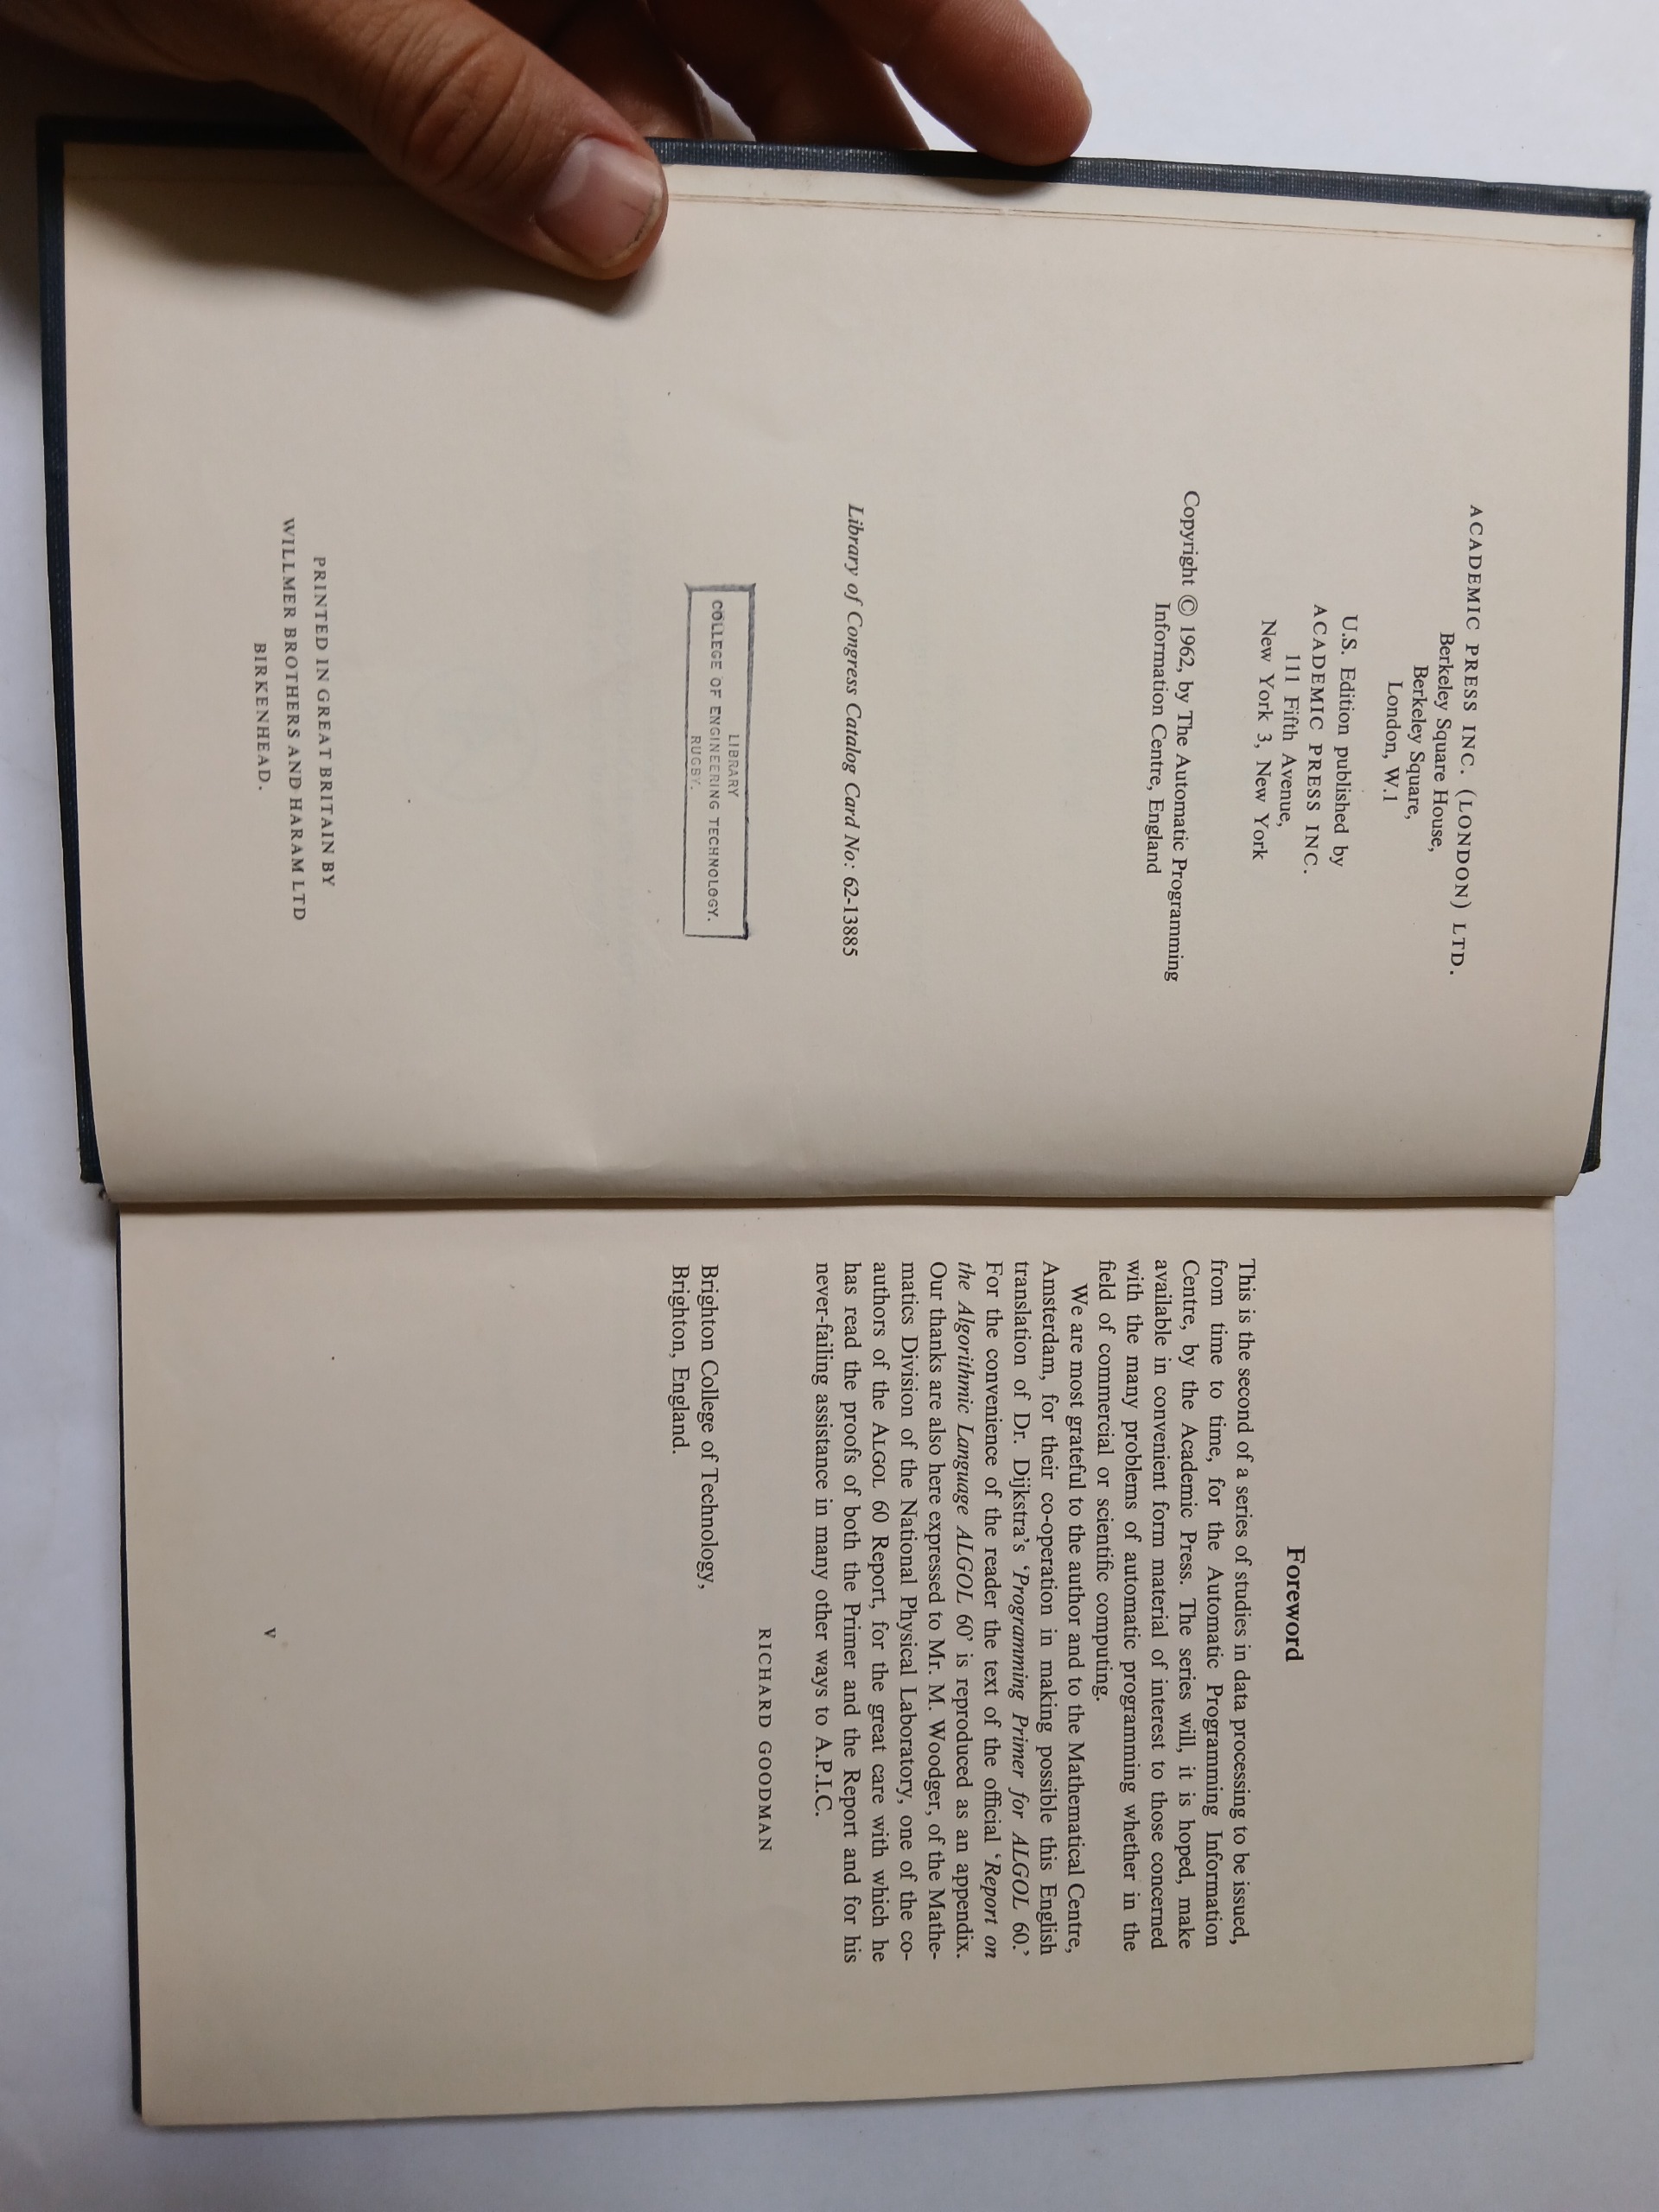 ACADEMIC PRESS INC. (LONDON) LTD.
Berkeley Square House,
Berkeley Square,
London, W.1
U.S. Edition published by
ACADEMIC PRESS INC.
111 Fifth Avenue,
New York 3, New York
Copyright © 1962, by The Automatic Programming
Information Centre, England
Library of Congress Catalog Card No: 62-13885
LIBRARY
COLLEGE OF ENGINEERING TECHNOLOGY.
RUGBY.
PRINTED IN GREAT BRITAIN BY
WILLMER BROTHERS AND HARAM LTD
BIRKENHEAD.
Foreword
This is the second of a series of studies in data processing to be issued,
from time to time, for the Automatic Programming Information
Centre, by the Academic Press. The series will, it is hoped, make
available in convenient form material of interest to those concerned
with the many problems of automatic programming whether in the
field of commercial or scientific computing.
We are most grateful to the author and to the Mathematical Centre,
Amsterdam, for their co-operation in making possible this English
translation of Dr. Dijkstra's ‘Programming Primer for ALGOL 60.’
For the convenience of the reader the text of the official ‘Report on
the Algorithmic Language ALGOL 60’ is reproduced as an appendix.
Our thanks are also here expressed to Mr. M. Woodger, of the Mathe-
matics Division of the National Physical Laboratory, one of the co-
authors of the ALGOL 60 Report, for the great care with which he
has read the proofs of both the Primer and the Report and for his
never-failing assistance in many other ways to A.P.I.C.
RICHARD GOODMAN
Brighton College of Technology,
Brighton, England.
v